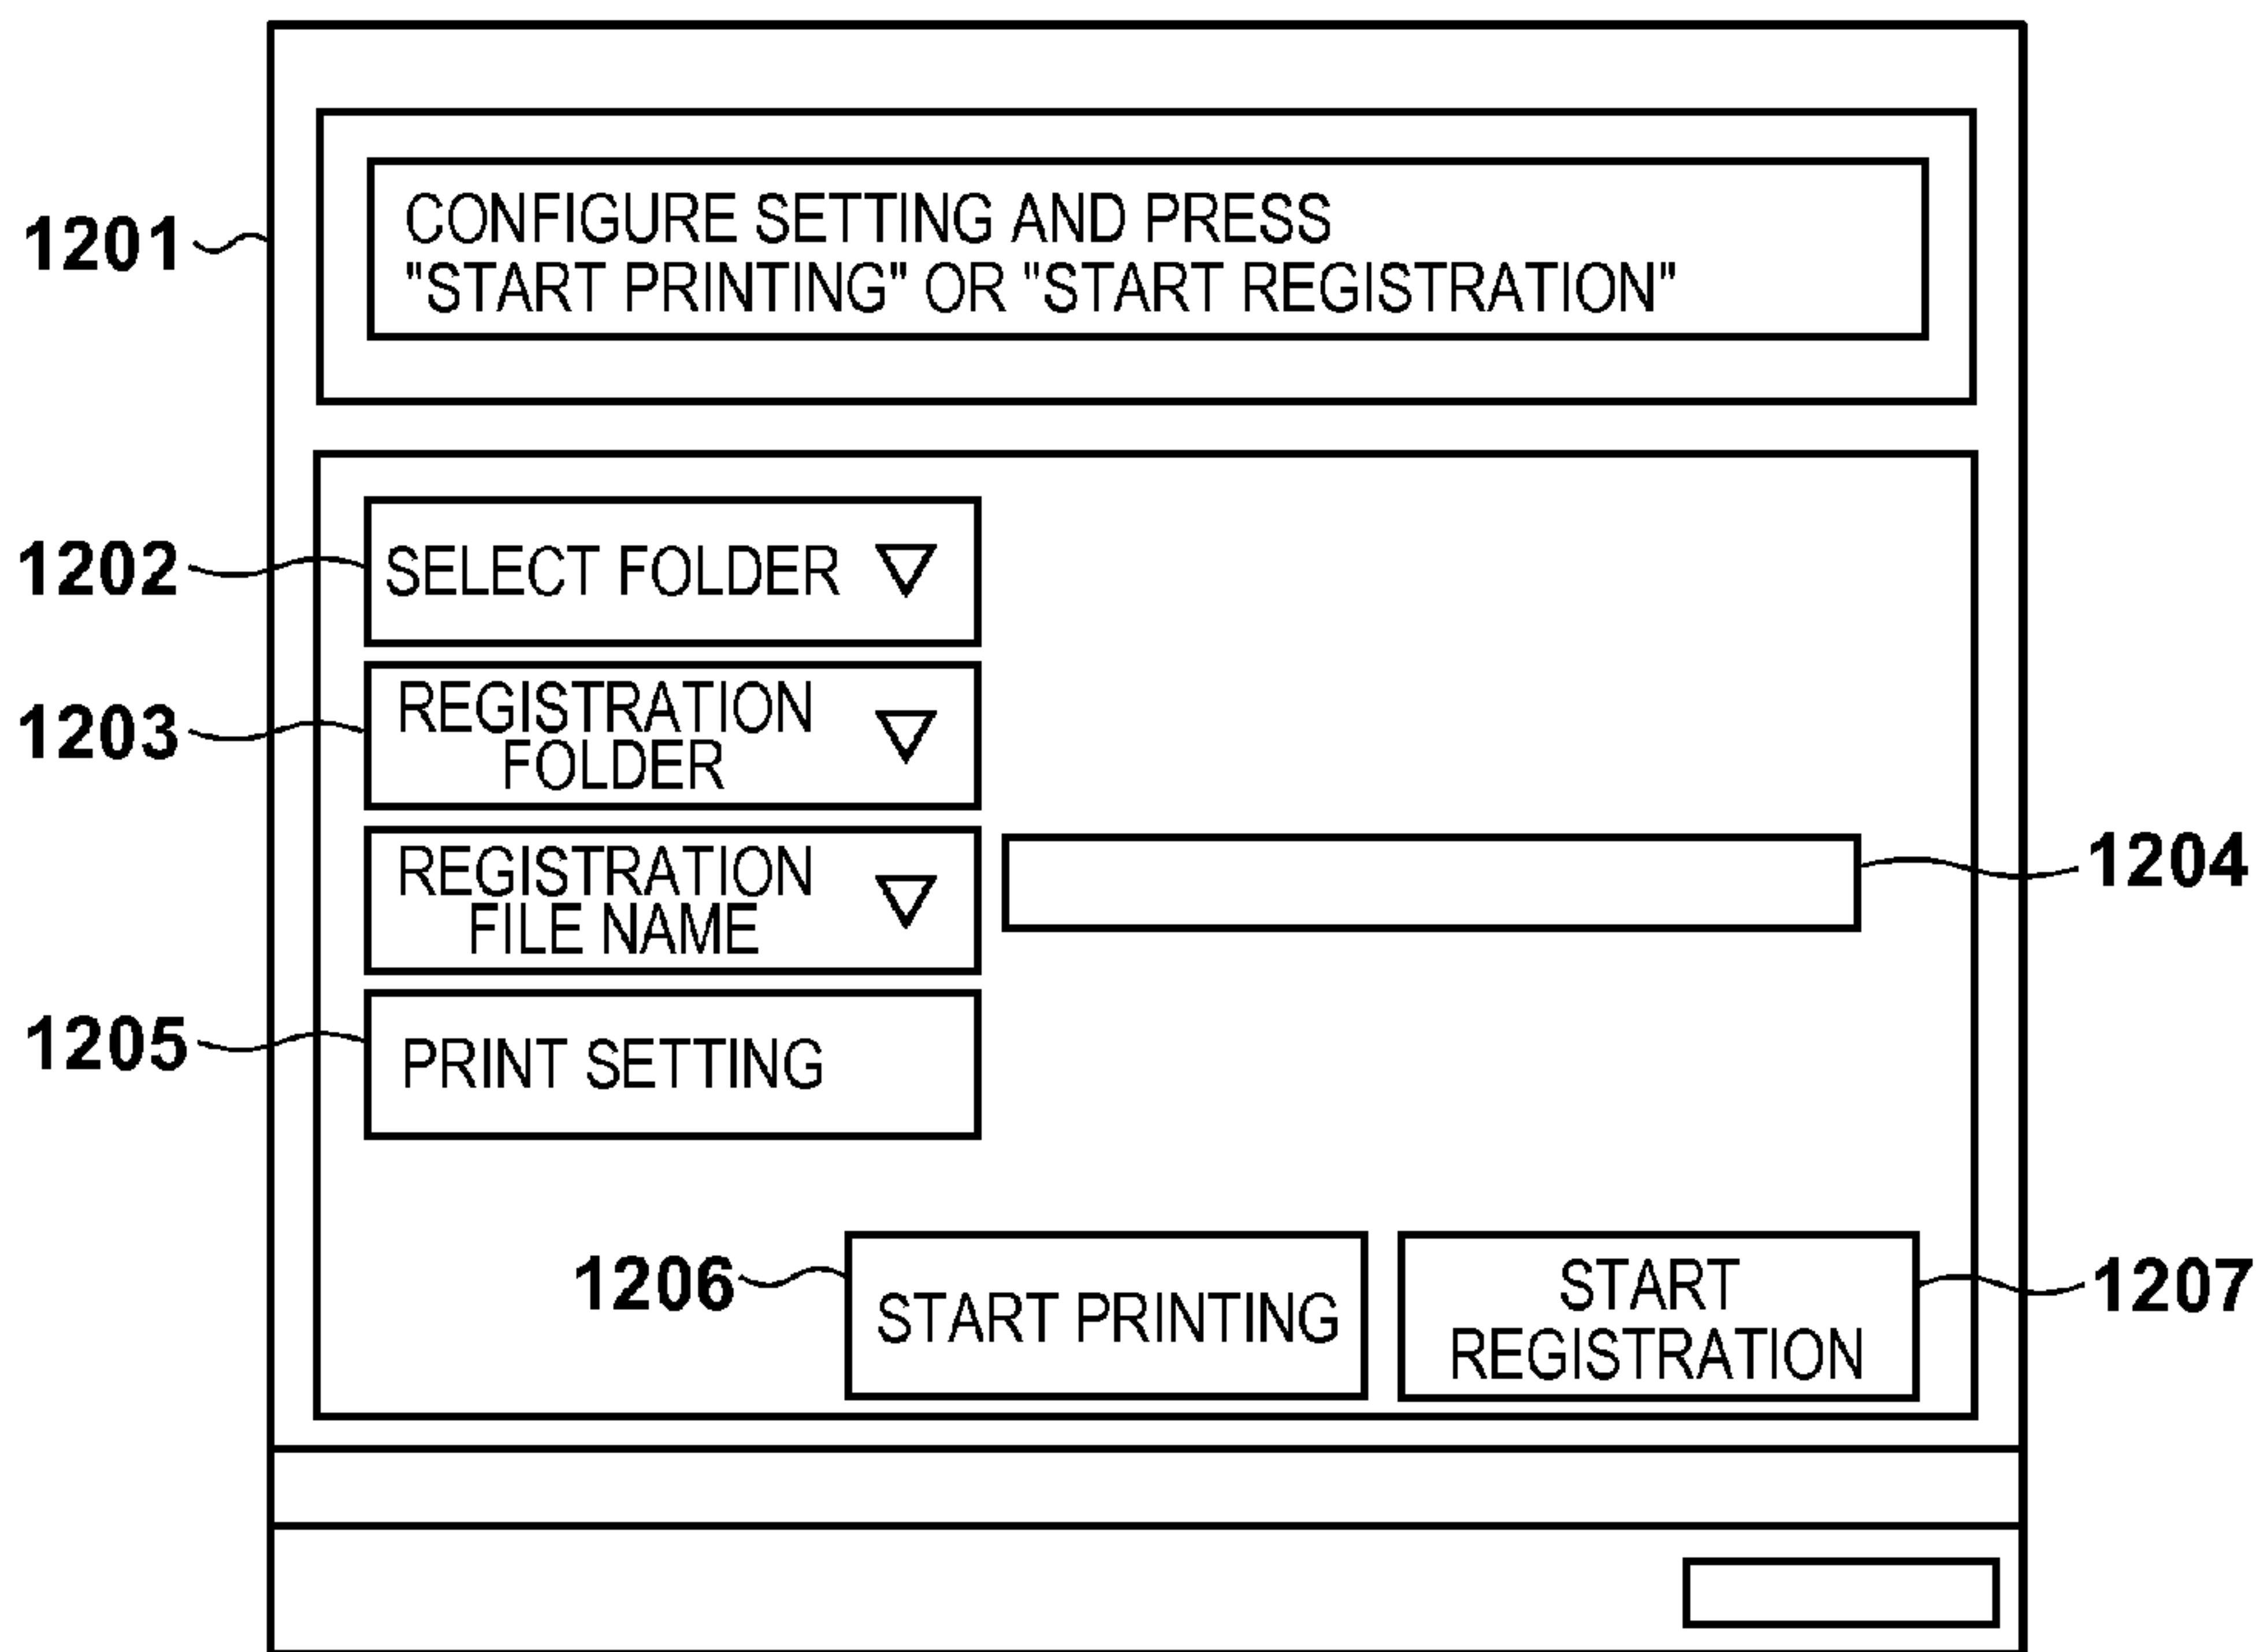 1201
CONFIGURE SETTING AND PRESS
"START PRINTING" OR "START REGISTRATION"
1202
SELECT FOLDER
1203
REGISTRATION
FOLDER
REGISTRATION
FILE NAME
1204
1205
PRINT SETTING
1206
START PRINTING
START
REGISTRATION
1207